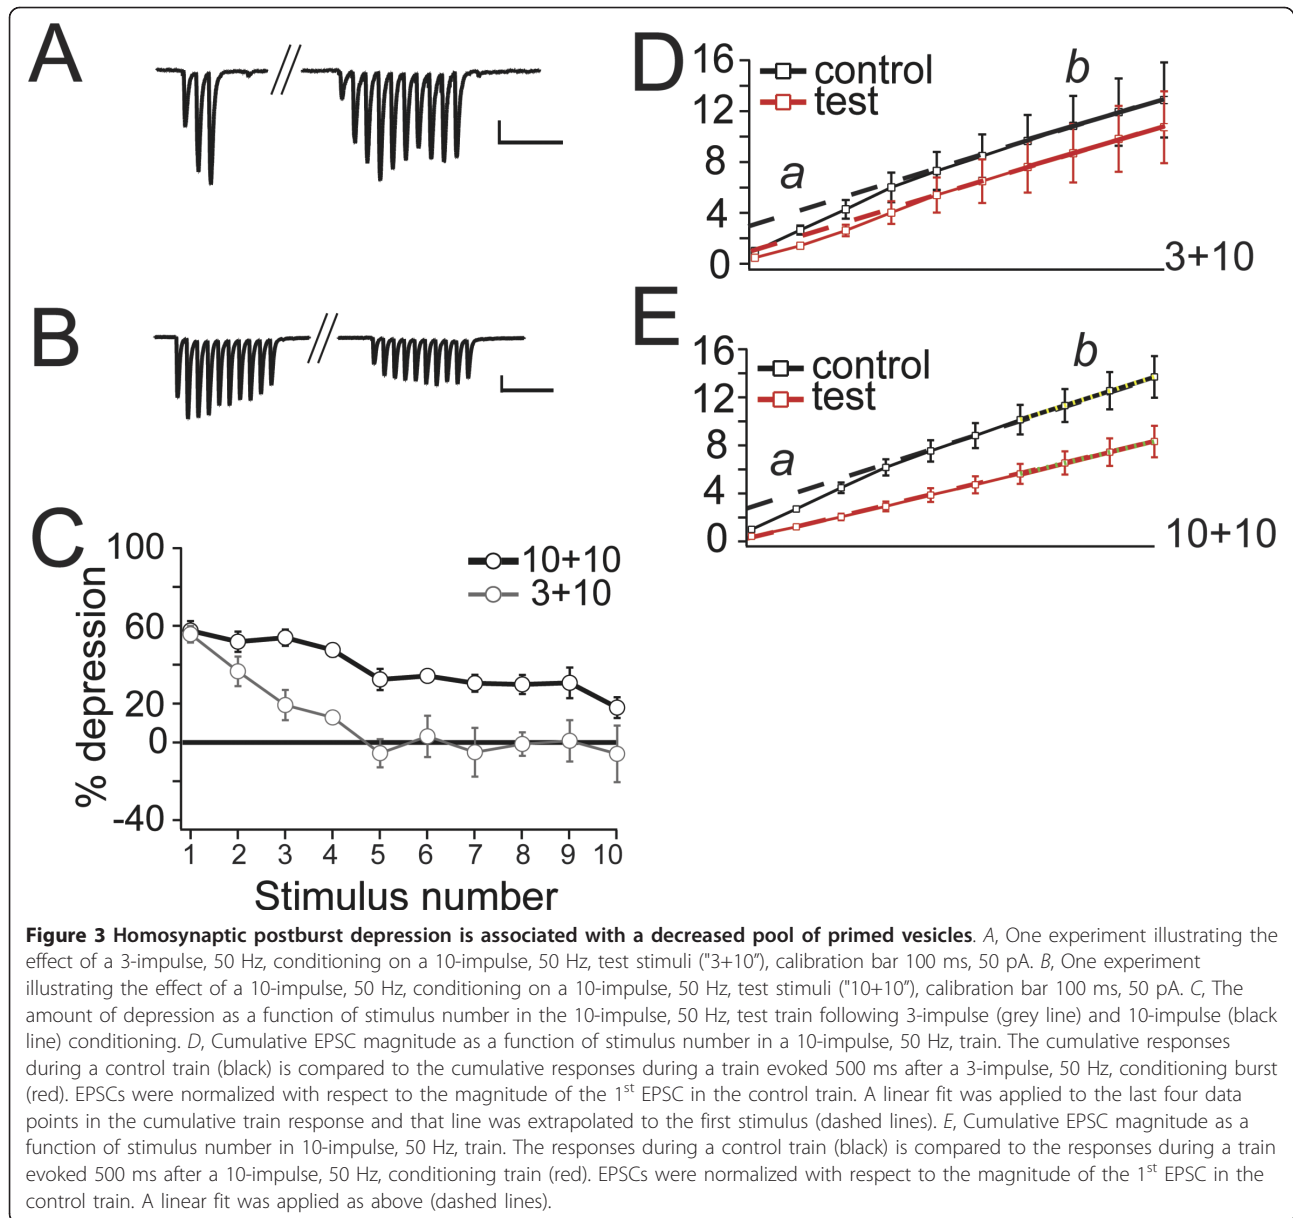 A
B
C
100
60
20
0
-40
% depression
10+10
3+10
1 2 3 4 5 6 7 8 9 10
Stimulus number
D
16
12
8
4
0
control
test
a
b
3+10
E
16
12
8
4
0
control
test
a
b
10+10
Figure 3 Homosynaptic postburst depression is associated with a decreased pool of primed vesicles. A, One experiment illustrating the
effect of a 3-impulse, 50 Hz, conditioning on a 10-impulse, 50 Hz, test stimuli ("3+10"), calibration bar 100 ms, 50 pA. B, One experiment
illustrating the effect of a 10-impulse, 50 Hz, conditioning on a 10-impulse, 50 Hz, test stimuli ("10+10"), calibration bar 100 ms, 50 pA. C, The
amount of depression as a function of stimulus number in the 10-impulse, 50 Hz, test train following 3-impulse (grey line) and 10-impulse (black
line) conditioning. D, Cumulative EPSC magnitude as a function of stimulus number in a 10-impulse, 50 Hz, train. The cumulative responses
during a control train (black) is compared to the cumulative responses during a train evoked 500 ms after a 3-impulse, 50 Hz, conditioning burst
(red). EPSCs were normalized with respect to the magnitude of the 1st EPSC in the control train. A linear fit was applied to the last four data
points in the cumulative train response and that line was extrapolated to the first stimulus (dashed lines). E, Cumulative EPSC magnitude as a
function of stimulus number in 10-impulse, 50 Hz, train. The responses during a control train (black) is compared to the responses during a train
evoked 500 ms after a 10-impulse, 50 Hz, conditioning train (red). EPSCs were normalized with respect to the magnitude of the 1st EPSC in the
control train. A linear fit was applied as above (dashed lines).